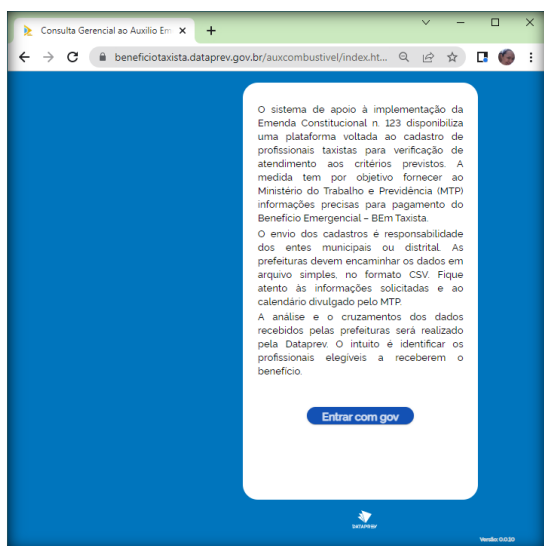 Consulta Gerencial ao Auxilio Em
beneficiotaxista.dataprev.gov.br/auxcombustivel/index.ht...
O sistema de apoio à implementação da
Emenda Constitucional n. 123 disponibiliza
uma plataforma voltada ao cadastro de
profissionais taxistas para verificação de
atendimento aos critérios previstos. A
medida tem por objetivo fornecer ao
Ministério do Trabalho e Previdência (MTP)
informações precisas para pagamento do
Benefício Emergencial – BEm Taxista.
O envio dos cadastros é responsabilidade
dos entes municipais ou distrital. As
prefeituras devem encaminhar os dados em
arquivo simples, no formato CSV. Fique
atento às informações solicitadas e ao
calendário divulgado pelo MTP.
A análise e o cruzamentos dos dados
recebidos pelas prefeituras será realizado
pela Dataprev. O intuito é identificar os
profissionais elegíveis a receberem o
benefício.
Entrar com gov
DATAPREV
Versão: 0.0.10